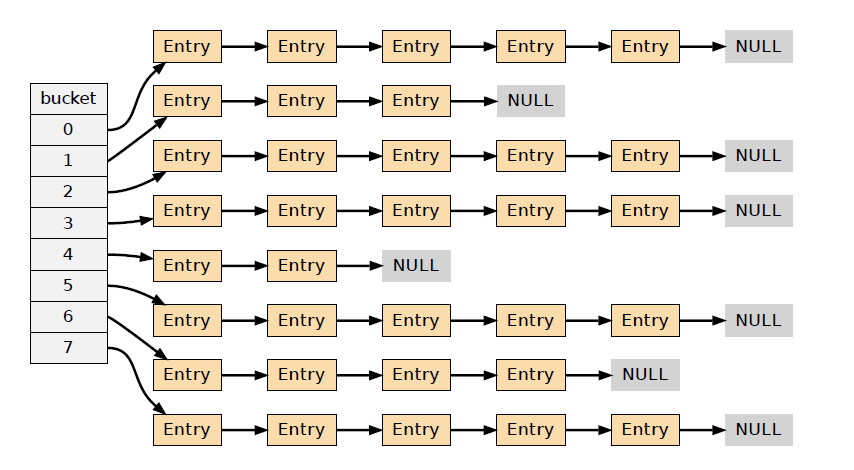 Entry Entry Entry Entry Entry NULL
Entry Entry Entry NULL
bucket
0
1
2
3
4
5
6
7
Entry Entry Entry Entry Entry NULL
Entry Entry Entry Entry Entry NULL
Entry Entry NULL
Entry Entry Entry Entry Entry NULL
Entry Entry Entry Entry NULL
Entry Entry Entry Entry Entry NULL